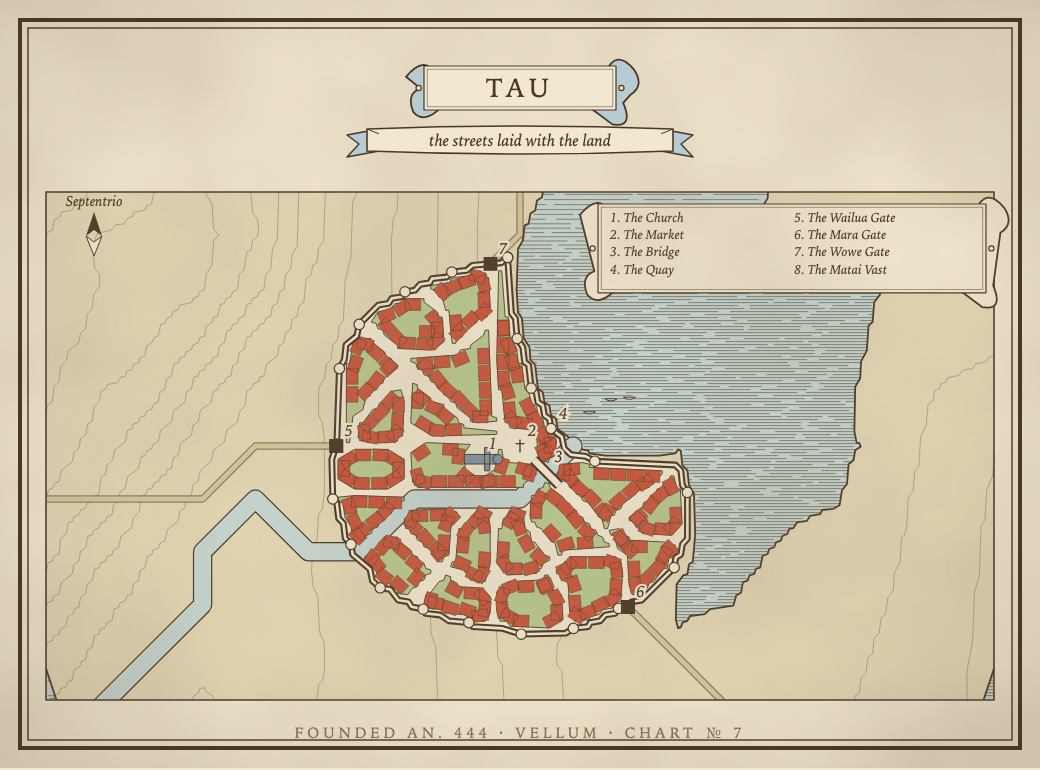 TAU
the streets laid with the land
Septentrio
1. The Church
2. The Market
3. The Bridge
4. The Quay
5. The Wailua Gate
6. The Mara Gate
7. The Wowe Gate
8. The Matai Vast
7
4
5
2
1
3
6
FOUNDED AN. 444 · VELLUM · CHART № 7